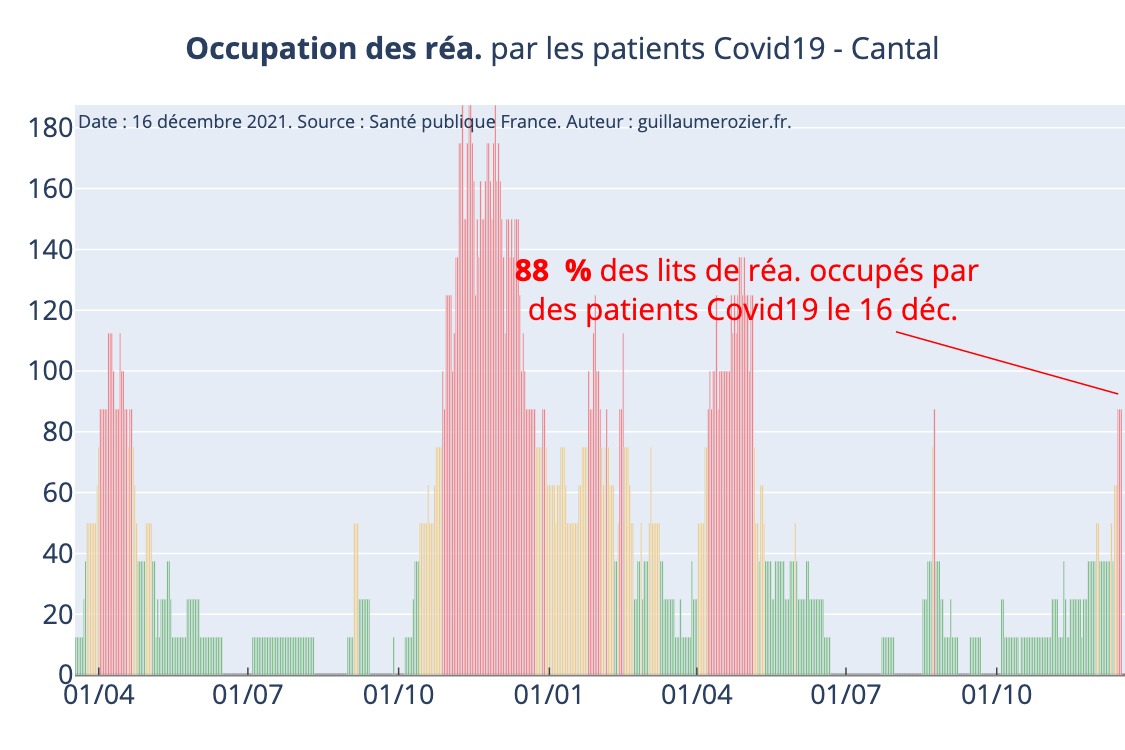 Occupation des réa. par les patients Covid19 - Cantal
180
Date : 16 décembre 2021. Source : Santé publique France. Auteur : guillaumerozier.fr.
160
140
88 % des lits de réa. occupés par
des patients Covid19 le 16 déc.
120
100
80
60
40
20
0
01/04 01/07 01/10 01/01 01/04 01/07 01/10